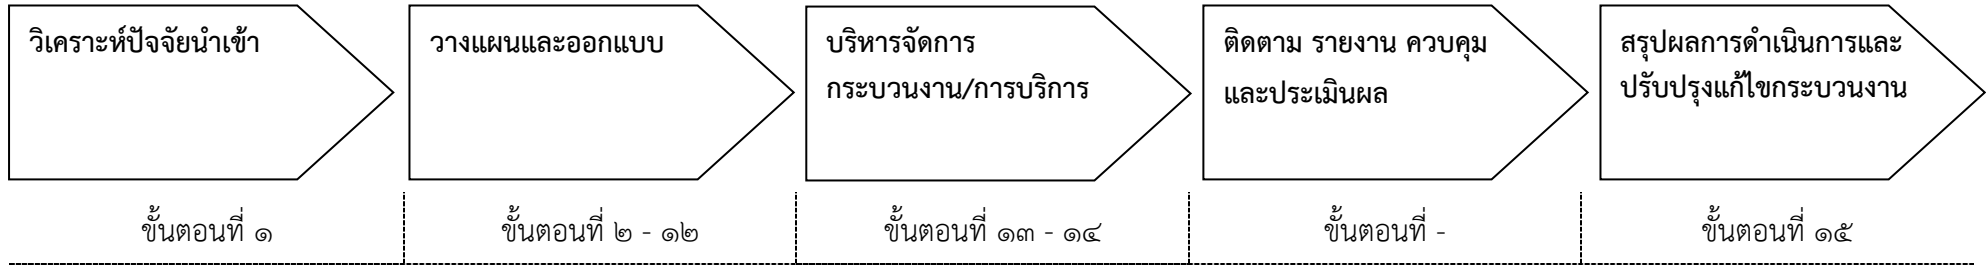 วิเคราะห์ปัจจัยนำเข้า
วางแผนและออกแบบ
บริหารจัดการ
กระบวนงาน/การบริการ
ติดตาม รายงาน ควบคุม
และประเมินผล
สรุปผลการดำเนินการและ
ปรับปรุงแก้ไขกระบวนงาน
ขั้นตอนที่ ๑
ขั้นตอนที่ ๒ - ๑๒
ขั้นตอนที่ ๑๓ - ๑๔
ขั้นตอนที่ -
ขั้นตอนที่ ๑๕